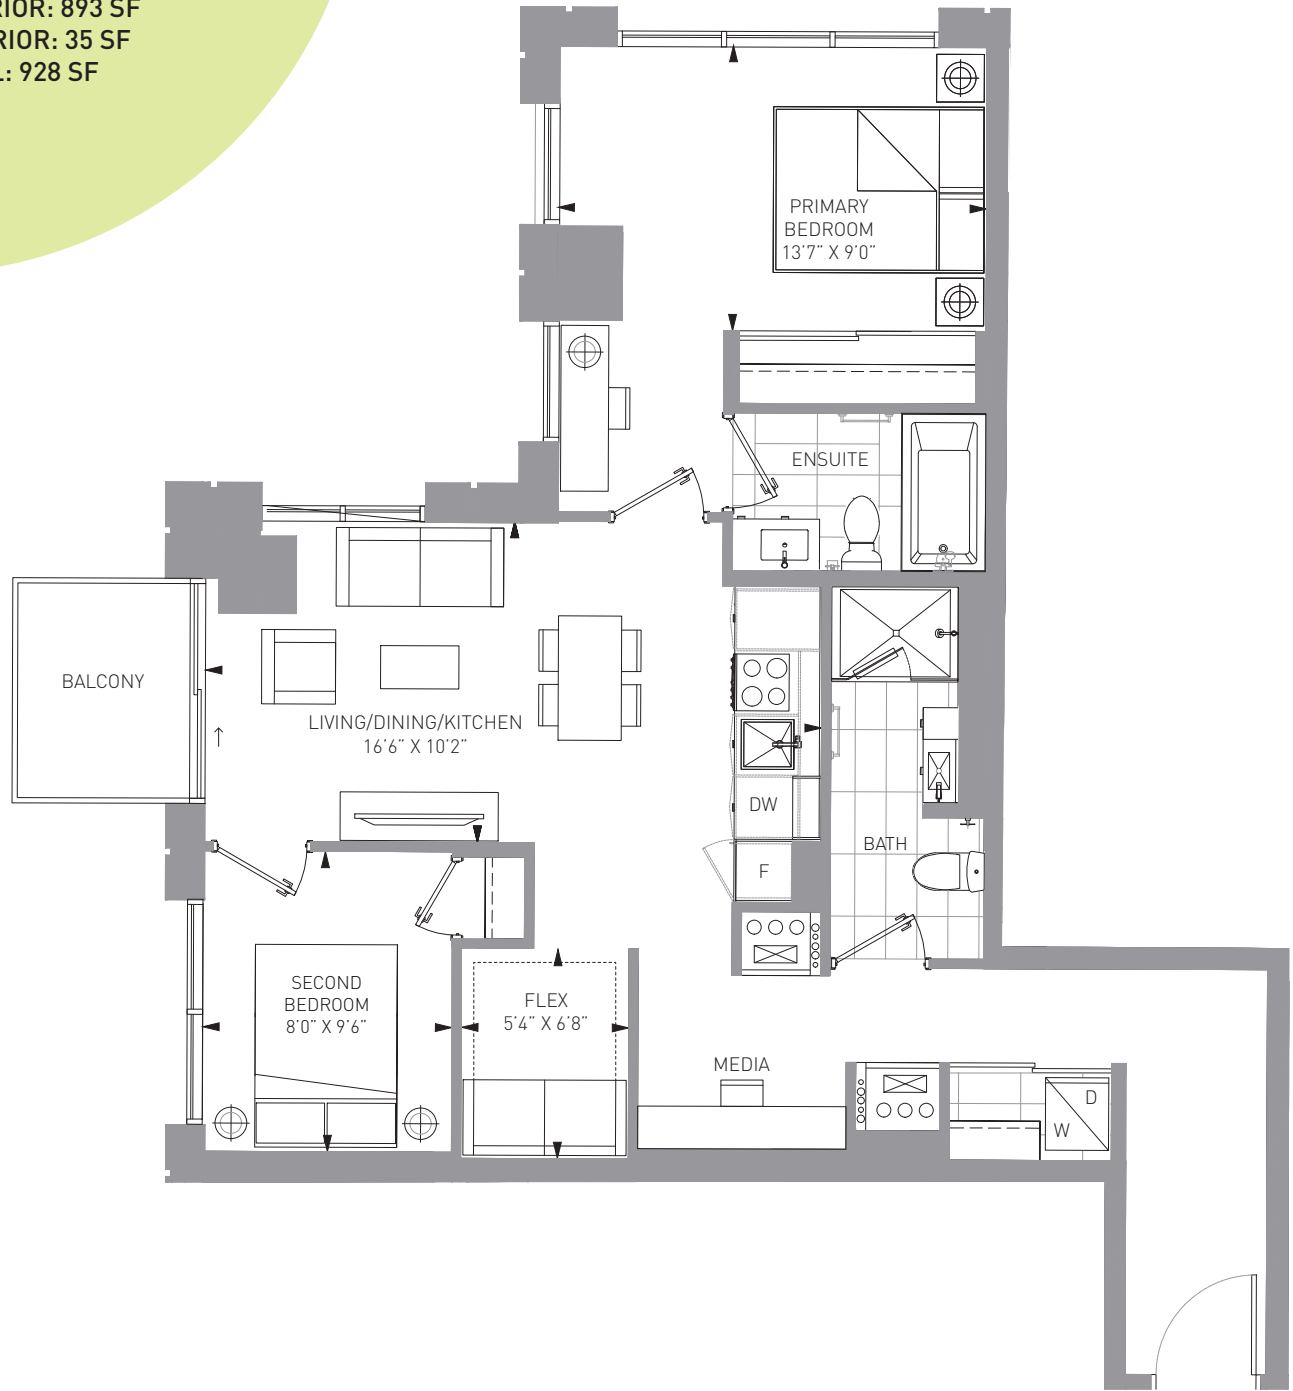 RIOR: 893 SF
RIOR: 35 SF
L: 928 SF
PRIMARY
BEDROOM
13'7" X 9'0"
ENSUITE
BALCONY
LIVING/DINING/KITCHEN
16'6" X 10'2"
DW
F
BATH
SECOND
BEDROOM
8'0" X 9'6"
FLEX
5'4" X 6'8"
MEDIA
D
W